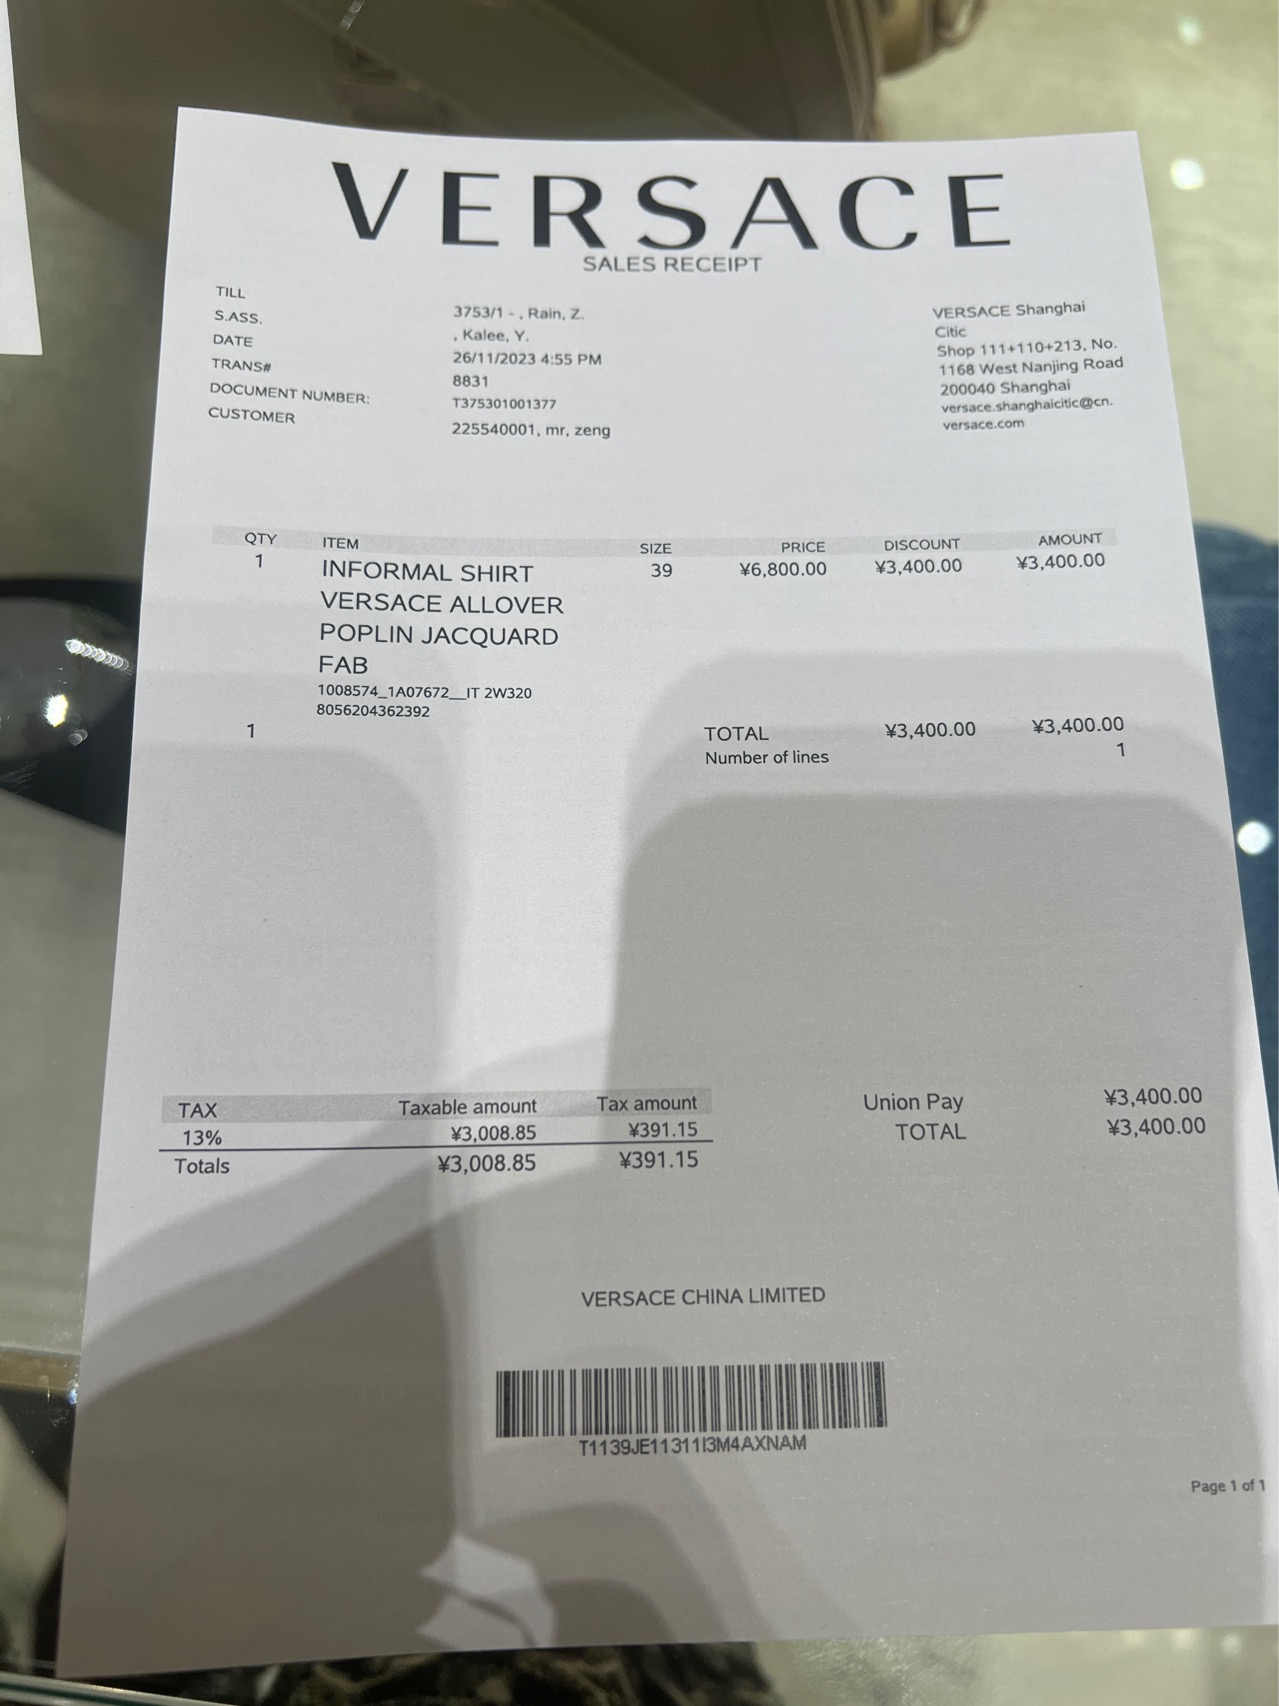 VERSACE
SALES RECEIPT
TILL 3753/1 - , Rain, Z.
S.ASS. , Kalee, Y.
DATE 26/11/2023 4:55 PM
TRANS# 8831
DOCUMENT NUMBER: T375301001377
CUSTOMER 225540001, mr, zeng
VERSACE Shanghai
Citic
Shop 111+110+213, No.
1168 West Nanjing Road
200040 Shanghai
versace.shanghaicitic@cn.
versace.com
QTY ITEM SIZE PRICE DISCOUNT AMOUNT
1 INFORMAL SHIRT 39 ¥6,800.00 ¥3,400.00 ¥3,400.00
VERSACE ALLOVER
POPLIN JACQUARD
FAB
1008574_1A07672__IT 2W320
8056204362392
1 TOTAL ¥3,400.00 ¥3,400.00
Number of lines 1
TAX Taxable amount Tax amount
13% ¥3,008.85 ¥391.15
Totals ¥3,008.85 ¥391.15
Union Pay ¥3,400.00
TOTAL ¥3,400.00
VERSACE CHINA LIMITED
T1139JE11311I3M4AXNAM
Page 1 of 1